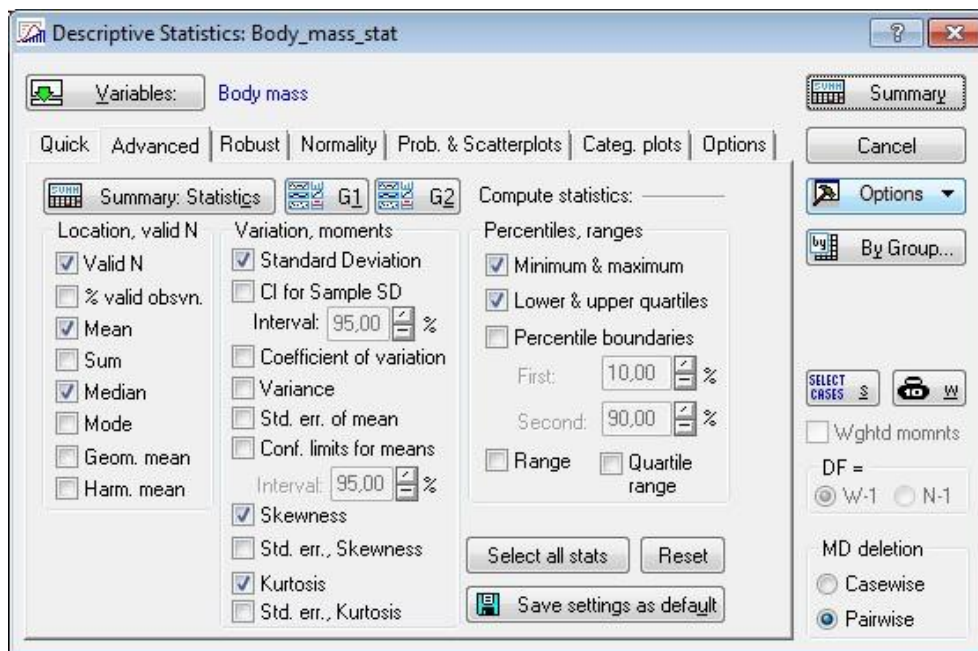 Descriptive Statistics: Body_mass_stat
?
Variables: Body mass
Quick Advanced Robust Normality Prob. & Scatterplots Categ. plots Options
SUMM Summary: Statistics G1 G2 Compute statistics:
Location, valid N
Valid N
% valid obsvn.
Mean
Sum
Median
Mode
Geom. mean
Harm. mean
Variation, moments
Standard Deviation
CI for Sample SD
Interval: 95,00 %
Coefficient of variation
Variance
Std. err. of mean
Conf. limits for means
Interval: 95,00 %
Skewness
Std. err., Skewness
Kurtosis
Std. err., Kurtosis
Percentiles, ranges
Minimum & maximum
Lower & upper quartiles
Percentile boundaries
First: 10,00 %
Second: 90,00 %
Range
Quartile
range
Select all stats Reset
Save settings as default
SUMM Summary
Cancel
Options
by By Group...
SELECT
CASES S W
Wghtd momnts
DF =
W-1 N-1
MD deletion
Casewise
Pairwise